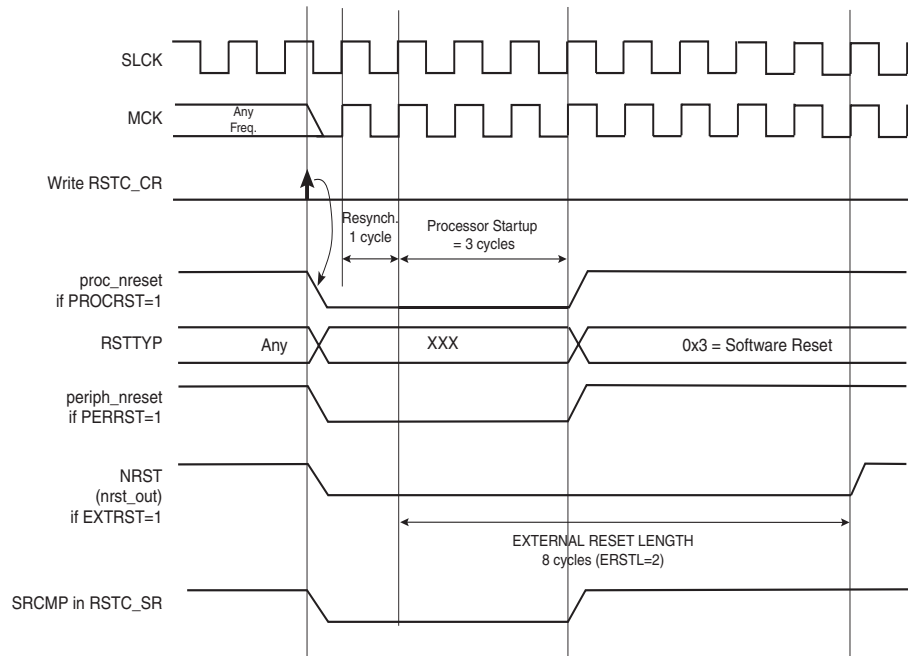 SLCK
MCK
Any
Freq.
Write RSTC_CR
Resynch.
1 cycle
Processor Startup
= 3 cycles
proc_nreset
if PROCRST=1
RSTTYP
Any
XXX
0x3 = Software Reset
periph_nreset
if PERRST=1
NRST
(nrst_out)
if EXTRST=1
EXTERNAL RESET LENGTH
8 cycles (ERSTL=2)
SRCMP in RSTC_SR